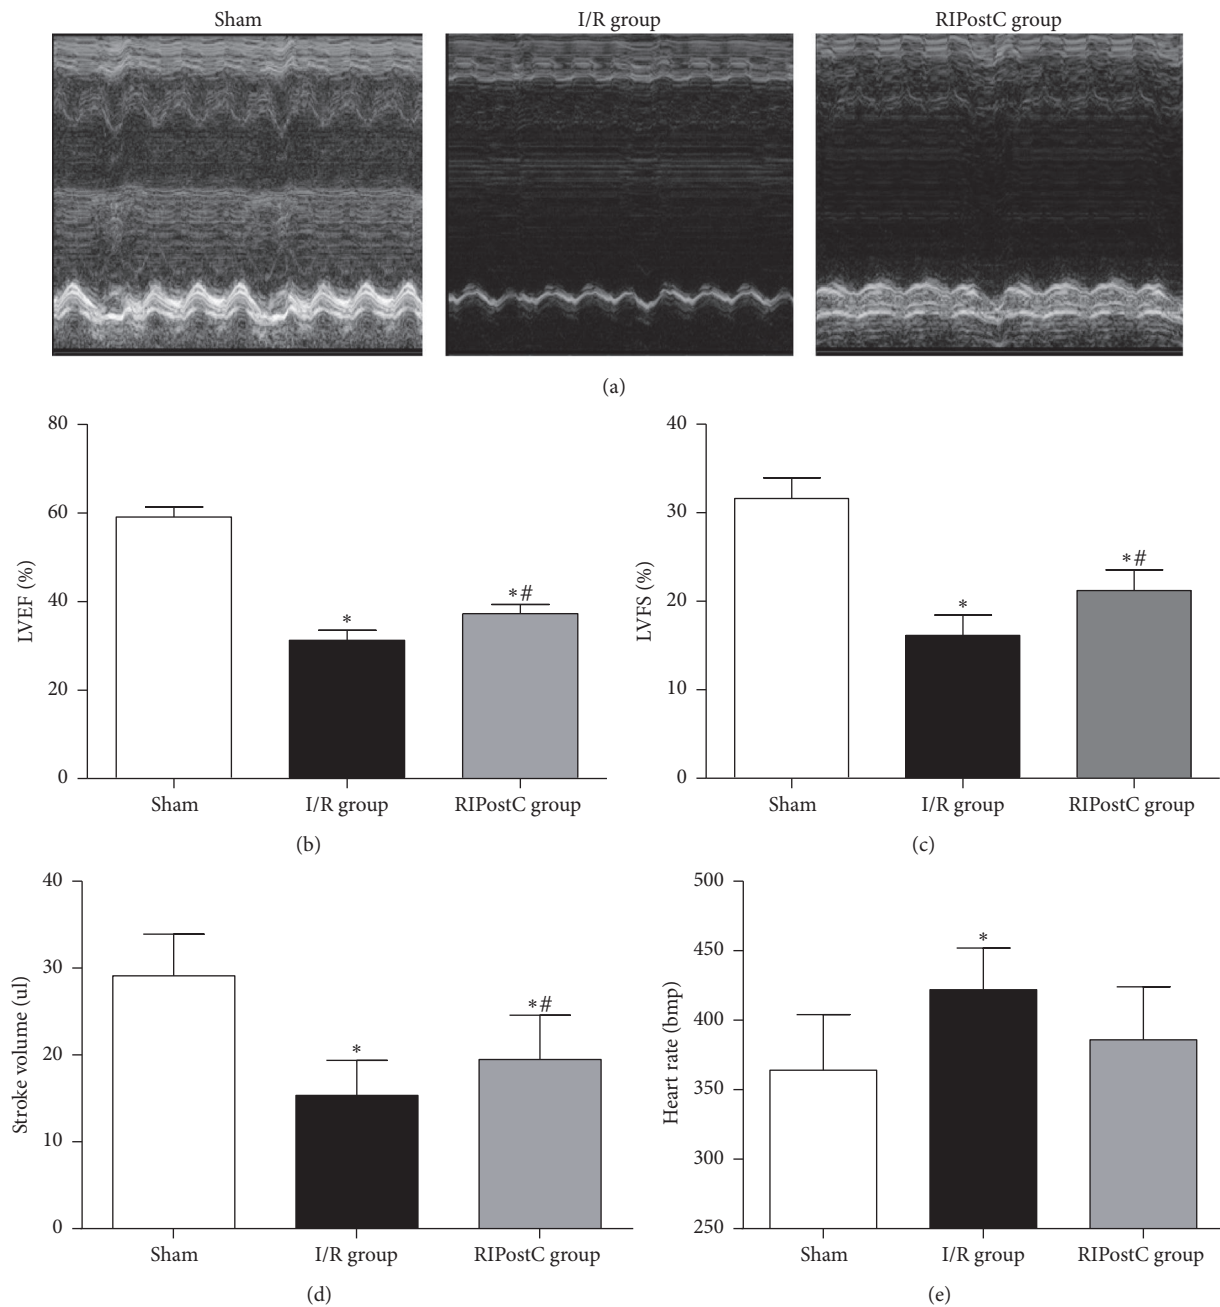 Sham
I/R group
RIPostC group
(a)
80
60
40
20
0
LVEF (%)
*
*#
Sham
I/R group
RIPostC group
(b)
40
30
20
10
0
LVFS (%)
*
*#
Sham
I/R group
RIPostC group
(c)
40
30
20
10
0
Stroke volume (ul)
*
*#
Sham
I/R group
RIPostC group
(d)
500
450
400
350
300
250
Heart rate (bmp)
*
Sham
I/R group
RIPostC group
(e)